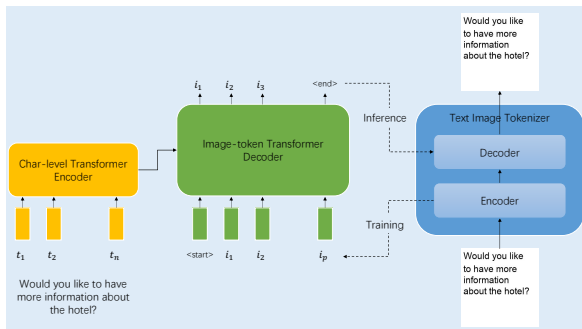 Would you like
to have more
information
about the hotel?
i₁ i₂ i₃ <end>
Inference
Text Image Tokenizer
Image-token Transformer
Decoder
Decoder
Char-level Transformer
Encoder
Encoder
Training
<start> i₁ i₂ iₚ
t₁ t₂ tₙ
Would you like to have
more information about
the hotel?
Would you like
to have more
information
about the hotel?